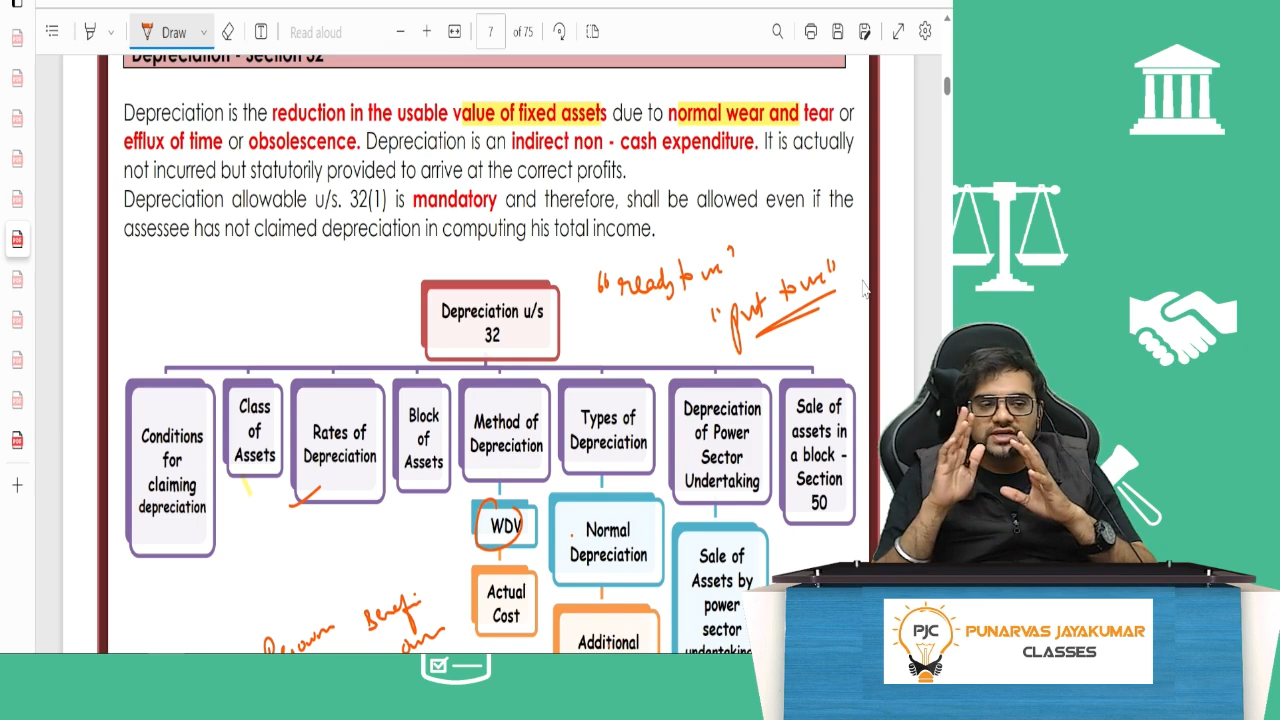 Draw
Read aloud
7
of 75
Depreciation - Section 32
Depreciation is the reduction in the usable value of fixed assets due to normal wear and tear or
efflux of time or obsolescence. Depreciation is an indirect non - cash expenditure. It is actually
not incurred but statutorily provided to arrive at the correct profits.
Depreciation allowable u/s. 32(1) is mandatory and therefore, shall be allowed even if the
assessee has not claimed depreciation in computing his total income.
"ready to
"put to
Depreciation u/s
32
Conditions
for
claiming
depreciation
Class
of
Assets
Rates of
Depreciation
Block
of
Assets
Method of
Depreciation
WDV
Actual
Cost
Types of
Depreciation
Normal
Depreciation
Additional
Depreciation
of Power
Sector
Undertaking
Sale of
Assets by
power
sector
undertaking
Sale of
assets in
a block -
Section
50
PJC
PUNARVAS JAYAKUMAR
CLASSES